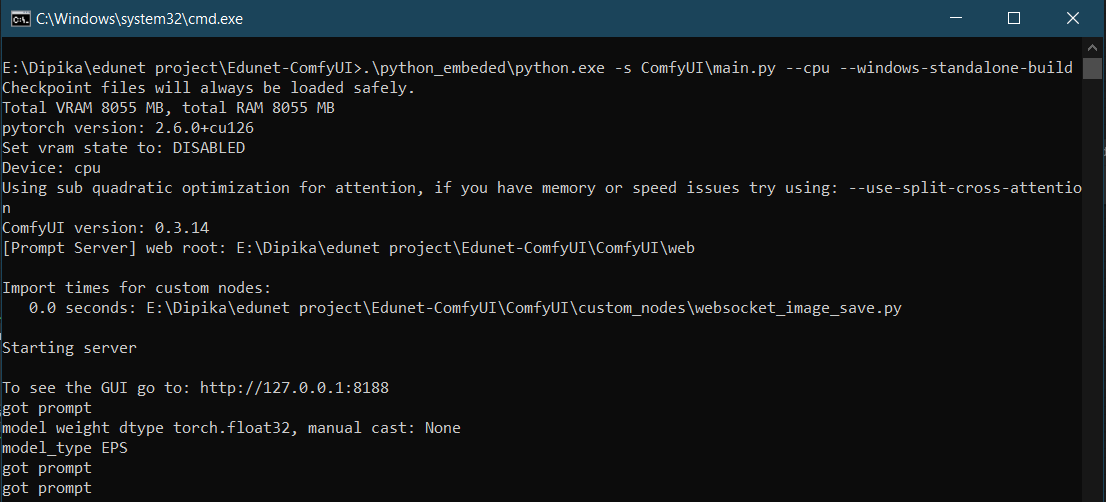 C:\Windows\system32\cmd.exe
E:\Dipika\edunet project\Edunet-ComfyUI>.\python_embeded\python.exe -s ComfyUI\main.py --cpu --windows-standalone-build
Checkpoint files will always be loaded safely.
Total VRAM 8055 MB, total RAM 8055 MB
pytorch version: 2.6.0+cu126
Set vram state to: DISABLED
Device: cpu
Using sub quadratic optimization for attention, if you have memory or speed issues try using: --use-split-cross-attentio
n
ComfyUI version: 0.3.14
[Prompt Server] web root: E:\Dipika\edunet project\Edunet-ComfyUI\ComfyUI\web
Import times for custom nodes:
0.0 seconds: E:\Dipika\edunet project\Edunet-ComfyUI\ComfyUI\custom_nodes\websocket_image_save.py
Starting server
To see the GUI go to: http://127.0.0.1:8188
got prompt
model weight dtype torch.float32, manual cast: None
model_type EPS
got prompt
got prompt